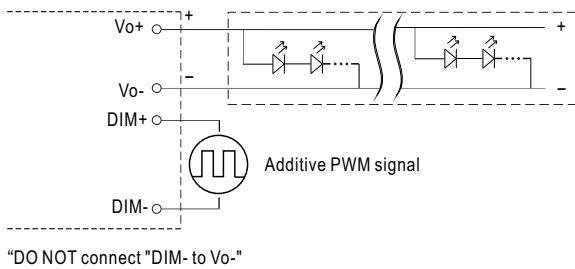 Vo+
+
+
−
Vo-
−
DIM+
Additive PWM signal
DIM-
“DO NOT connect "DIM- to Vo-"